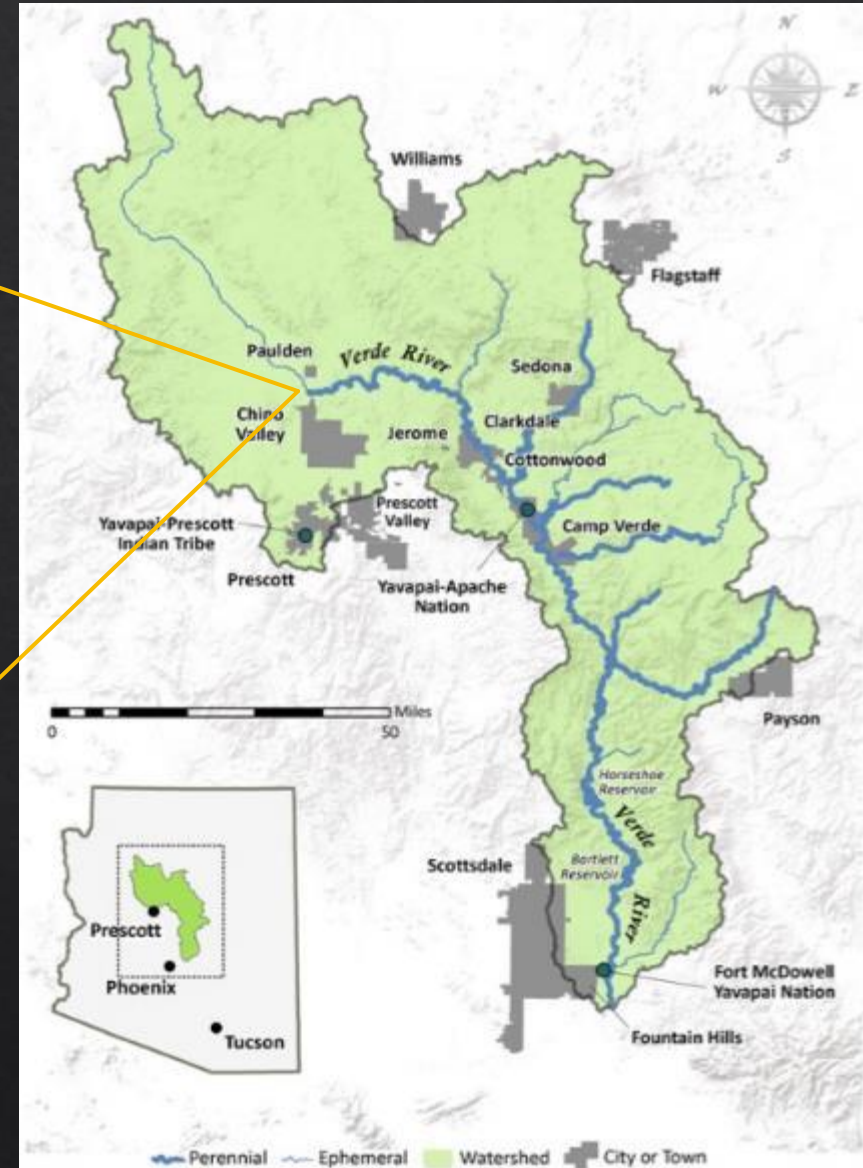 N
W
E
S
Williams
Flagstaff
Paulden
Verde River
Sedona
Chino
Valley
Clarkdale
Jerome
Cottonwood
Prescott
Valley
Yavapai-Prescott
Indian Tribe
Camp Verde
Prescott
Yavapai-Apache
Nation
Miles
0
50
Payson
Horseshoe
Reservoir
Verde
River
Scottsdale
Bartlett
Reservoir
Prescott
Phoenix
Tucson
Fort McDowell
Yavapai Nation
Fountain Hills
Perennial
Ephemeral
Watershed
City or Town